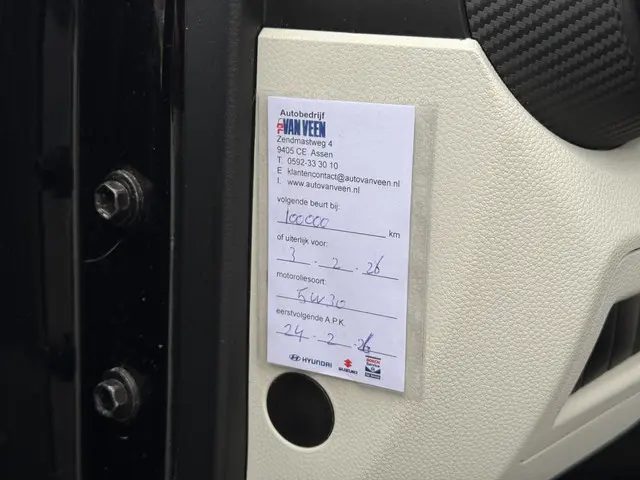 Autobedrijf
VAN VEEN
Zendmastweg 4
9405 CE Assen
T. 0592-33 30 10
E klantencontact@autovanveen.nl
I. www.autovanveen.nl
volgende beurt bij:
100000 km
of uiterlijk voor:
3 . 2 . 26
motoroliesoort:
5W30
eerstvolgende A.P.K.
24 . 2 . 26
HYUNDAI SUZUKI